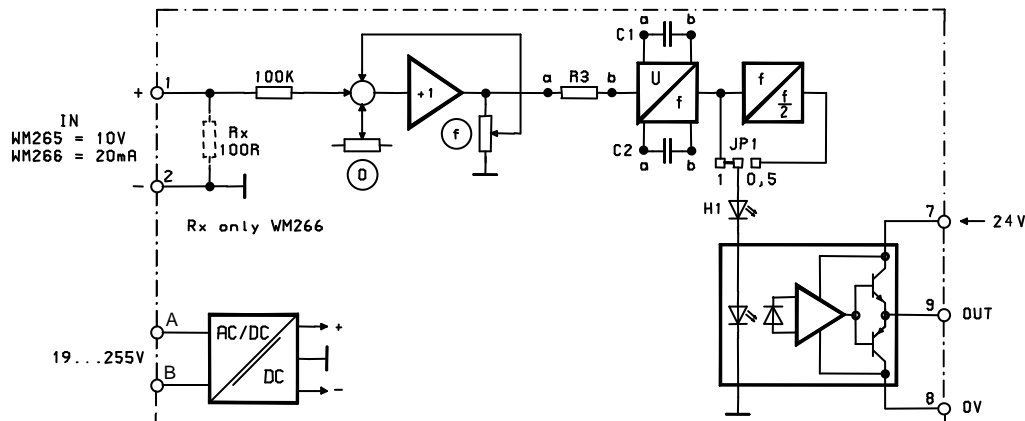 a b
C1
1
100K
a R3 b
U
f
f
f
2
+
+1
IN
WM265 = 10V
WM266 = 20mA
Rx
100R
f
C2
a b
JP1
0
-
2
1 0,5
H1
7
24V
Rx only WM266
9
OUT
A
AC/DC
+
19...255V
B
DC
-
8
0V